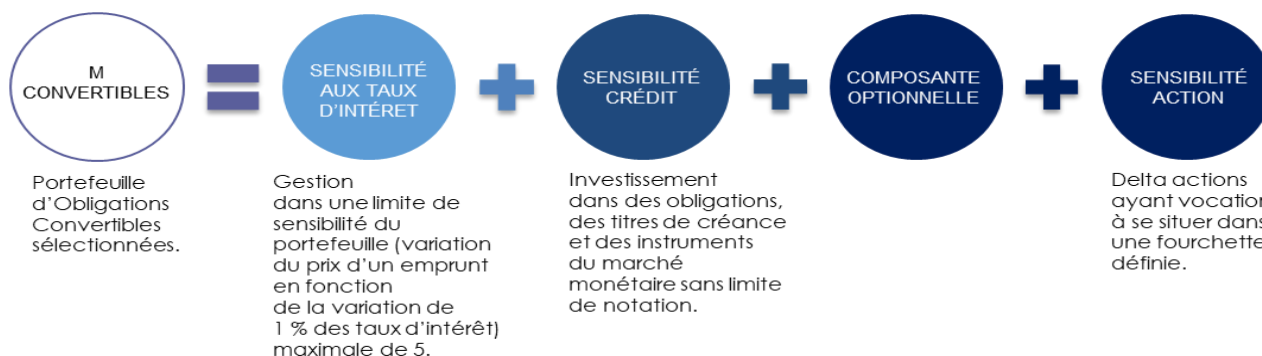 M
CONVERTIBLES
SENSIBILITÉ
AUX TAUX
D'INTÉRET
SENSIBILITÉ
CRÉDIT
COMPOSANTE
OPTIONNELLE
SENSIBILITÉ
ACTION
Portefeuille
d'Obligations
Convertibles
sélectionnées.
Gestion
dans une limite de
sensibilité du
portefeuille (variation
du prix d'un emprunt
en fonction
de la variation de
1 % des taux d'intérêt)
maximale de 5.
Investissement
dans des obligations,
des titres de créance
et des instruments
du marché
monétaire sans limite
de notation.
Delta actions
ayant vocation
à se situer dans
une fourchette
définie.